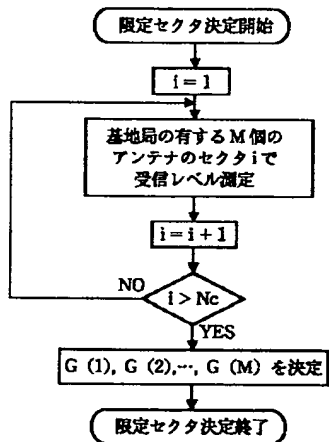 限定セクタ決定開始
i=1
基地局の有するM個の
アンテナのセクタiで
受信レベル測定
i=i+1
NO
i>Nc
YES
G (1), G (2),…, G (M) を決定
限定セクタ決定終了